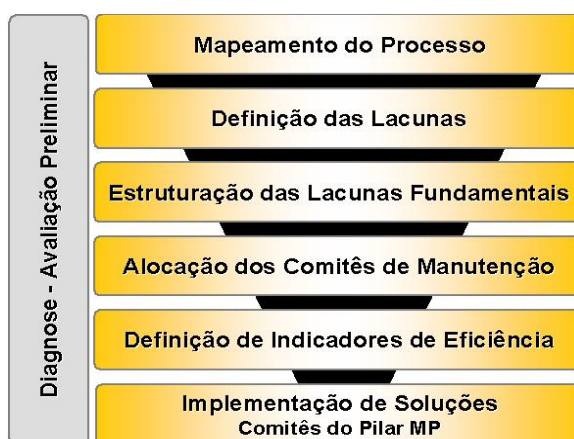 Diagnose - Avaliação Preliminar
Mapeamento do Processo
Definição das Lacunas
Estruturação das Lacunas Fundamentais
Alocação dos Comitês de Manutenção
Definição de Indicadores de Eficiência
Implementação de Soluções
Comitês do Pilar MP